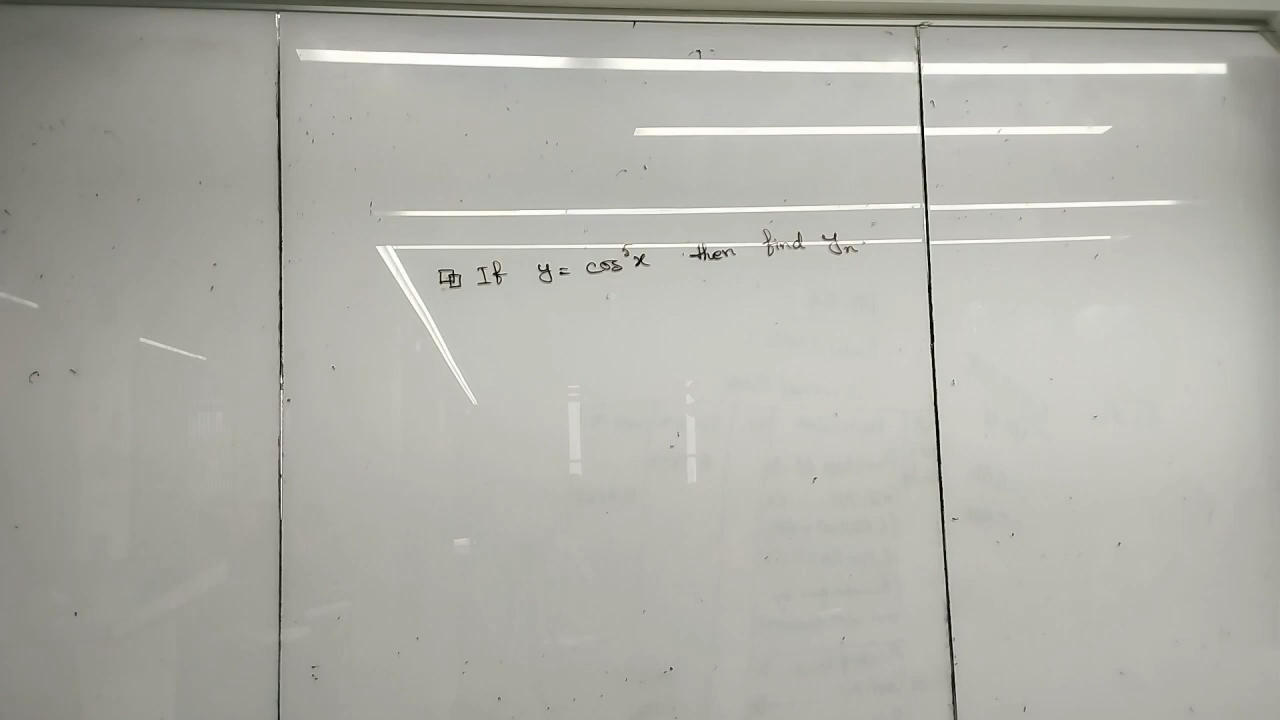 If y = cos⁵x then find yₙ.